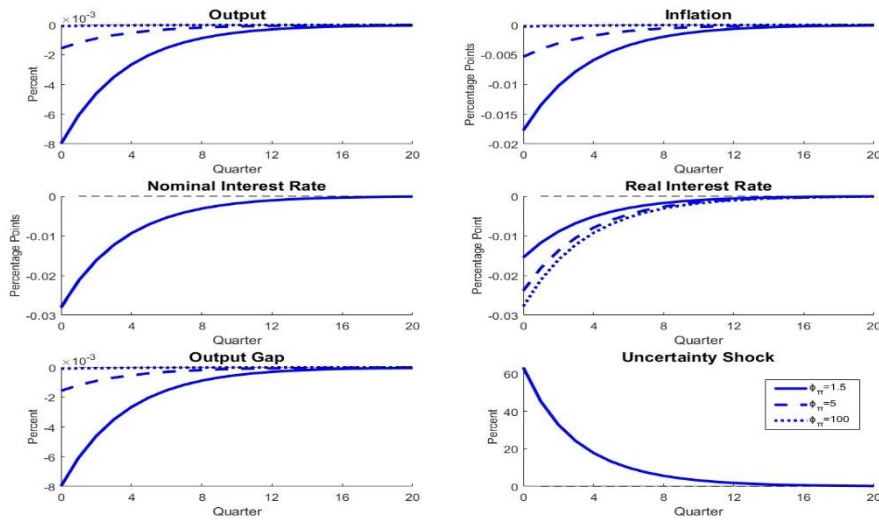 Output
×10⁻³
0
-2
-4
-6
-8
Percent
0 4 8 12 16 20
Quarter
Inflation
0
-0.005
-0.01
-0.015
-0.02
Percentage Points
0 4 8 12 16 20
Quarter
Nominal Interest Rate
0
-0.01
-0.02
-0.03
Percentage Points
0 4 8 12 16 20
Quarter
Real Interest Rate
0
-0.01
-0.02
-0.03
Percentage Point
0 4 8 12 16 20
Quarter
Output Gap
×10⁻³
0
-2
-4
-6
-8
Percent
0 4 8 12 16 20
Quarter
Uncertainty Shock
60
40
20
0
Percent
0 4 8 12 16 20
Quarter
ϕπ=1.5
ϕπ=5
ϕπ=100